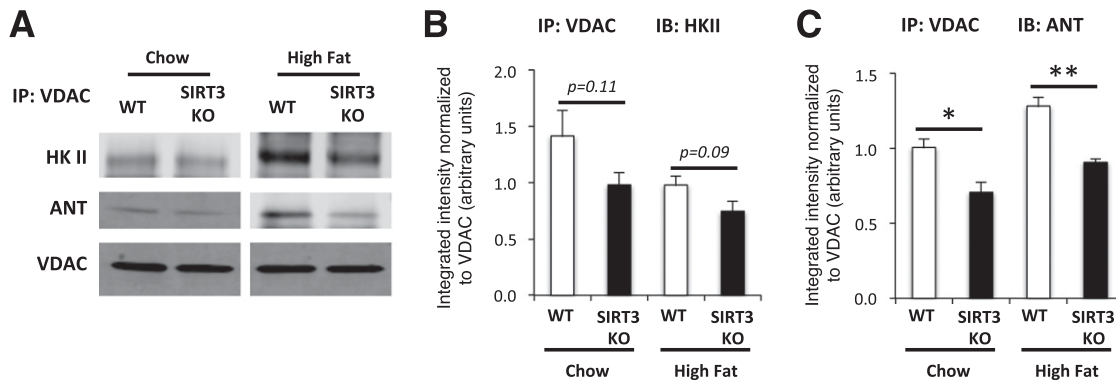 A
Chow
High Fat
IP: VDAC
WT
SIRT3
KO
WT
SIRT3
KO
HK II
ANT
VDAC
B
IP: VDAC IB: HKII
Integrated intensity normalized
to VDAC (arbitrary units)
2.0
1.5
1.0
0.5
0.0
p=0.11
p=0.09
WT
SIRT3
KO
WT
SIRT3
KO
Chow
High Fat
C
IP: VDAC IB: ANT
Integrated intensity normalized
to VDAC (arbitrary units)
1.5
1.0
0.5
0.0
*
**
WT
SIRT3
KO
WT
SIRT3
KO
Chow
High Fat